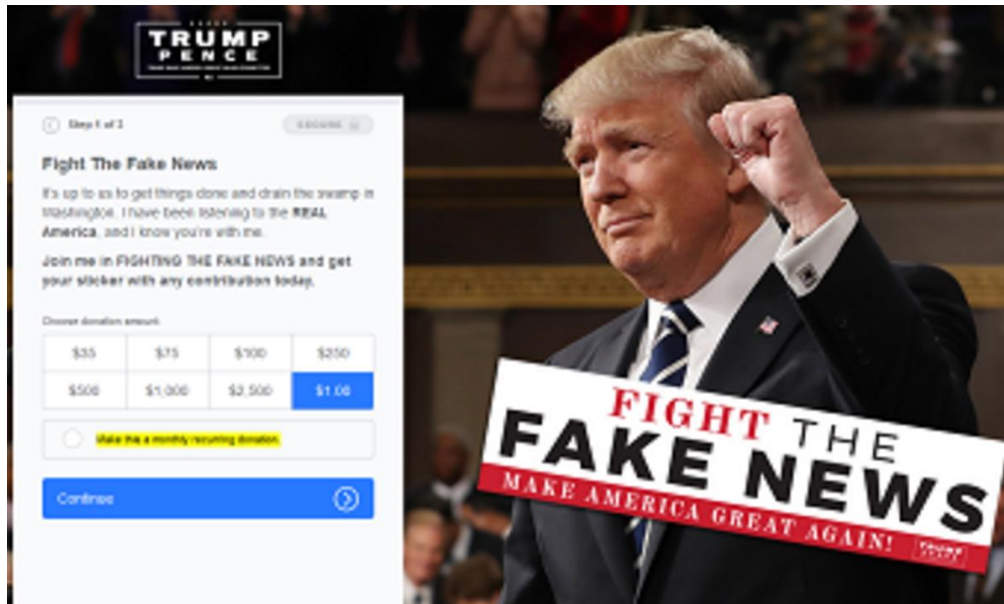 TRUMP
PENCE
Step 1 of 2
SECURE
Fight The Fake News
It's up to us to get things done and drain the swamp in
Washington. I have been listening to the REAL
America, and I know you're with me.
Join me in FIGHTING THE FAKE NEWS and get
your sticker with any contribution today.
Choose donation amount:
$35 $75 $100 $250
$500 $1,000 $2,500 $1.00
Make this a monthly recurring donation.
Continue
FIGHT THE
FAKE NEWS
MAKE AMERICA GREAT AGAIN!
TRUMP